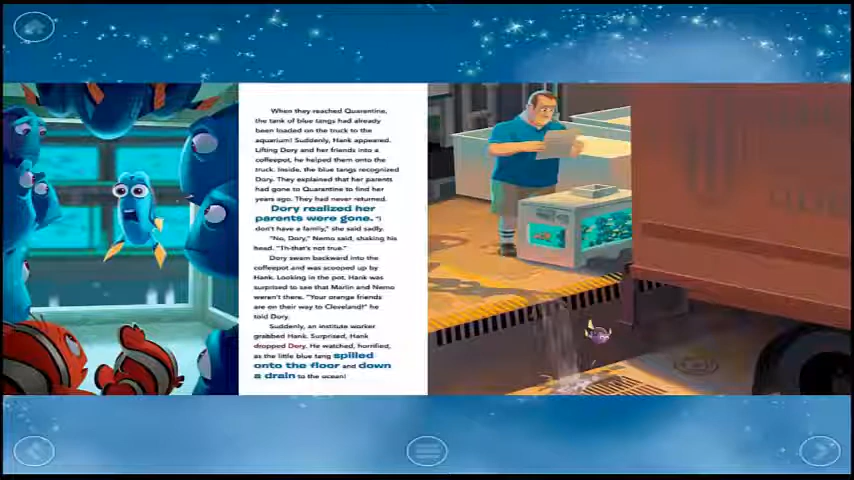 When they reached Quarantine,
the tank of blue tangs had already
been loaded on the truck to the
aquarium! Suddenly, Hank appeared.
Lifting Dory and her friends into a
coffeepot, he helped them onto the
truck. Inside, the blue tangs recognized
Dory. They explained that her parents
had gone to Quarantine to find her
years ago. They had never returned.
Dory realized her
parents were gone. "I
don't have a family," she said sadly.
"No, Dory," Nemo said, shaking his
head. "Th-that's not true."
Dory swam backward into the
coffeepot and was scooped up by
Hank. Looking in the pot, Hank was
surprised to see that Marlin and Nemo
weren't there. "Your orange friends
are on their way to Cleveland!" he
told Dory.
Suddenly, an institute worker
grabbed Hank. Surprised, Hank
dropped Dory. He watched, horrified,
as the little blue tang spilled
onto the floor and down
a drain to the ocean!